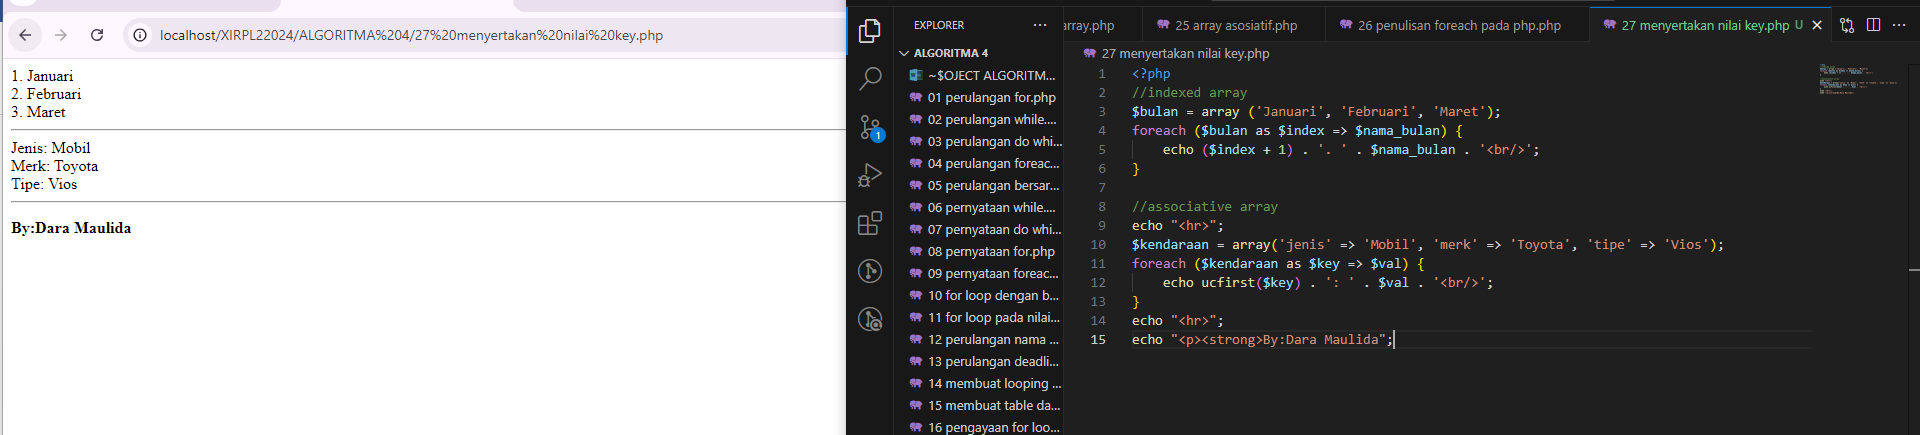 localhost/XIRPL22024/ALGORITMA%204/27%20menyertakan%20nilai%20key.php
1. Januari
2. Februari
3. Maret
Jenis: Mobil
Merk: Toyota
Tipe: Vios
By:Dara Maulida
EXPLORER
ALGORITMA 4
~$OJECT ALGORITM...
01 perulangan for.php
02 perulangan while....
03 perulangan do whi...
04 perulangan foreac...
05 perulangan bersar...
06 pernyataan while....
07 pernyataan do whi...
08 pernyataan for.php
09 pernyataan foreac...
10 for loop dengan b...
11 for loop pada nilai...
12 perulangan nama ...
13 perulangan deadli...
14 membuat looping ...
15 membuat table da...
16 pengayaan for loo...
1
array.php
25 array asosiatif.php
26 penulisan foreach pada php.php
27 menyertakan nilai key.php U
27 menyertakan nilai key.php
1 <?php
2 //indexed array
3 $bulan = array ('Januari', 'Februari', 'Maret');
4 foreach ($bulan as $index => $nama_bulan) {
5     echo ($index + 1) . '. ' . $nama_bulan . '<br/>';
6 }
7
8 //associative array
9 echo "<hr>";
10 $kendaraan = array('jenis' => 'Mobil', 'merk' => 'Toyota', 'tipe' => 'Vios');
11 foreach ($kendaraan as $key => $val) {
12     echo ucfirst($key) . ': ' . $val . '<br/>';
13 }
14 echo "<hr>";
15 echo "<p><strong>By:Dara Maulida";